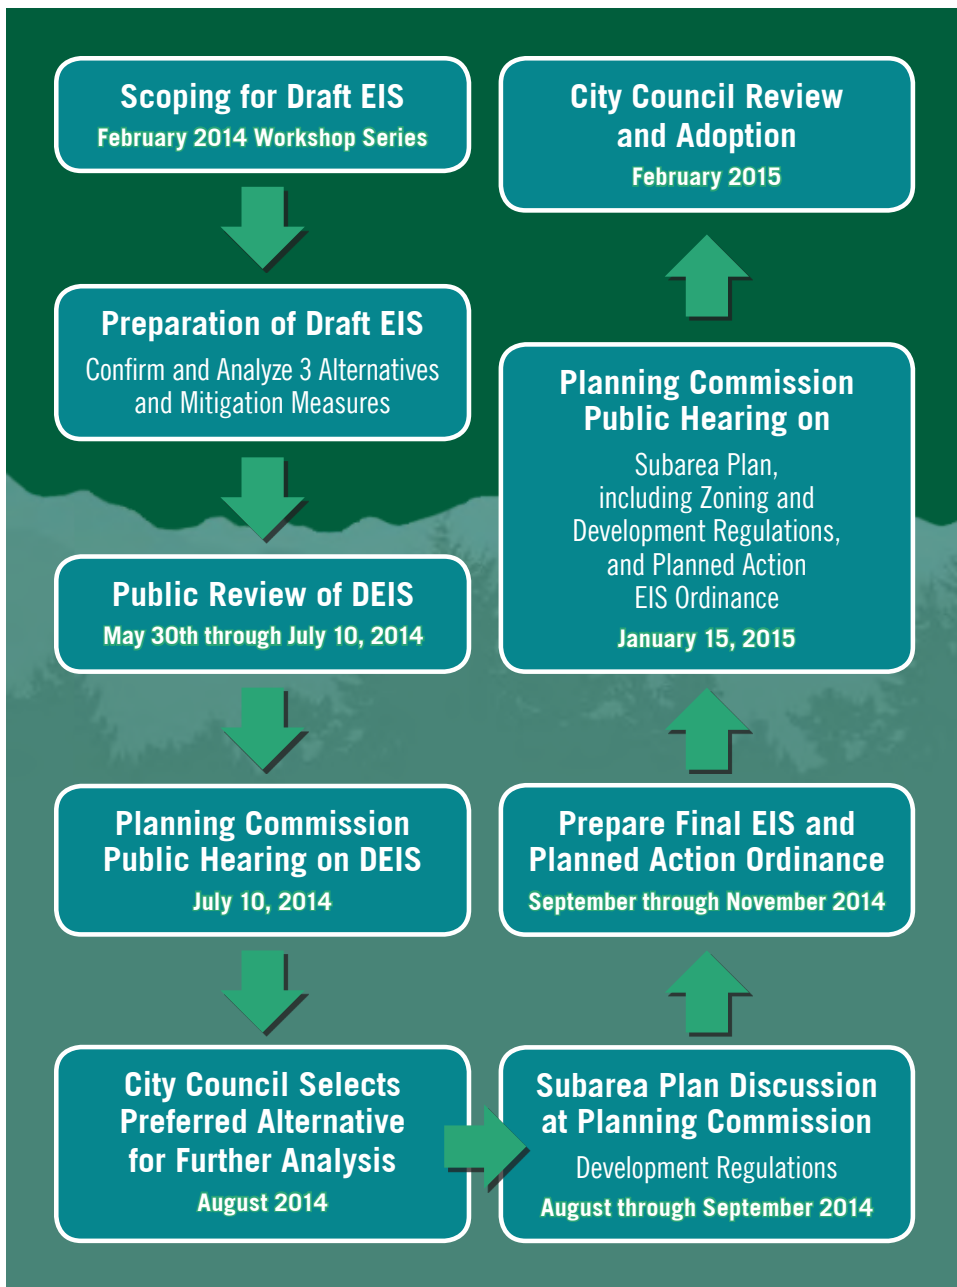 Scoping for Draft EIS
February 2014 Workshop Series
Preparation of Draft EIS
Confirm and Analyze 3 Alternatives
and Mitigation Measures
Public Review of DEIS
May 30th through July 10, 2014
Planning Commission
Public Hearing on DEIS
July 10, 2014
City Council Selects
Preferred Alternative
for Further Analysis
August 2014
Subarea Plan Discussion
at Planning Commission
Development Regulations
August through September 2014
Prepare Final EIS and
Planned Action Ordinance
September through November 2014
Planning Commission
Public Hearing on
Subarea Plan,
including Zoning and
Development Regulations,
and Planned Action
EIS Ordinance
January 15, 2015
City Council Review
and Adoption
February 2015